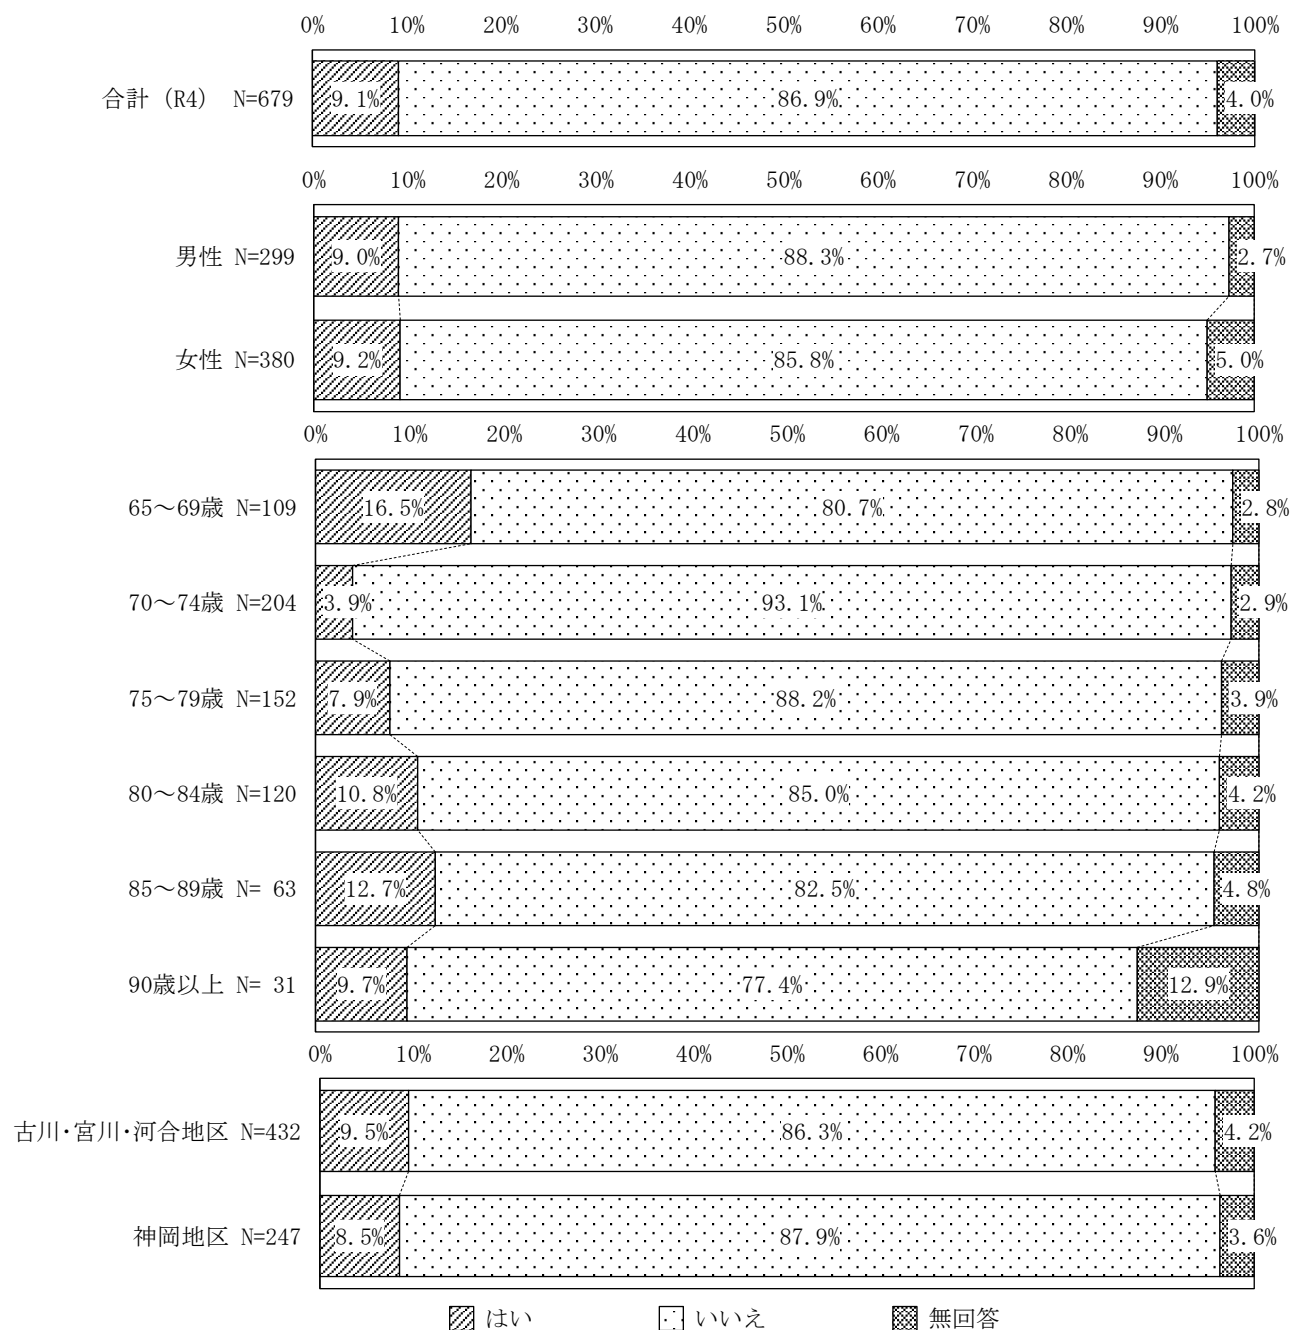 0% 10% 20% 30% 40% 50% 60% 70% 80% 90% 100%
合計（R4） N=679 9.1% 86.9% 4.0%
0% 10% 20% 30% 40% 50% 60% 70% 80% 90% 100%
男性 N=299 9.0% 88.3% 2.7%
女性 N=380 9.2% 85.8% 5.0%
0% 10% 20% 30% 40% 50% 60% 70% 80% 90% 100%
65～69歳 N=109 16.5% 80.7% 2.8%
70～74歳 N=204 3.9% 93.1% 2.9%
75～79歳 N=152 7.9% 88.2% 3.9%
80～84歳 N=120 10.8% 85.0% 4.2%
85～89歳 N= 63 12.7% 82.5% 4.8%
90歳以上 N= 31 9.7% 77.4% 12.9%
0% 10% 20% 30% 40% 50% 60% 70% 80% 90% 100%
古川・宮川・河合地区 N=432 9.5% 86.3% 4.2%
神岡地区 N=247 8.5% 87.9% 3.6%
はい いいえ 無回答